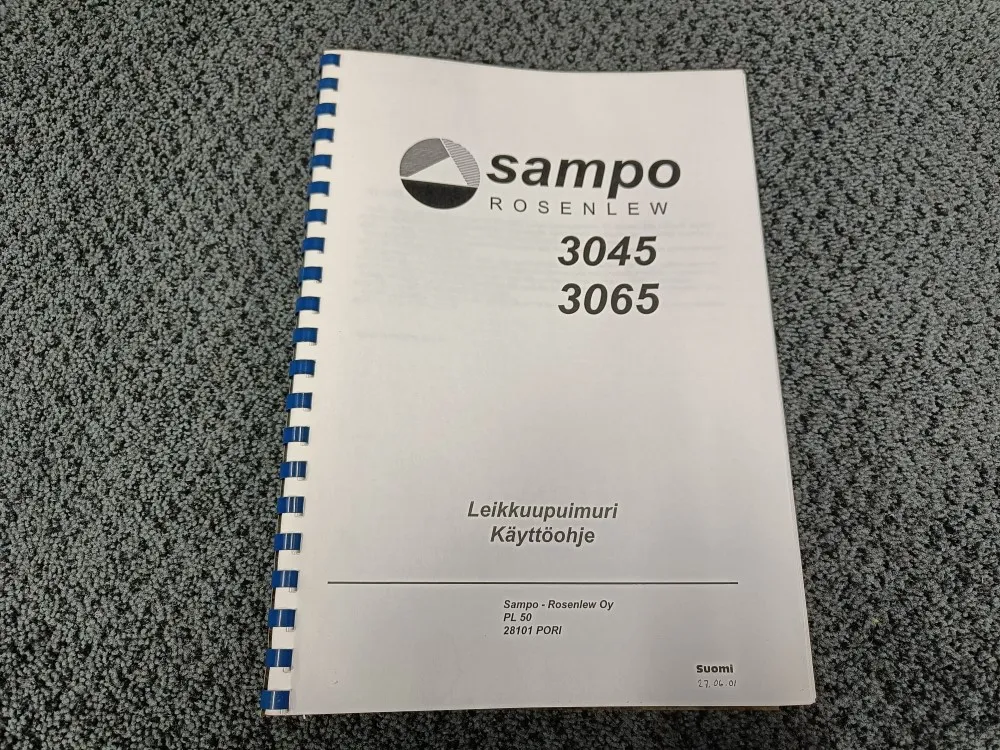 sampo
ROSENLEW
3045
3065
Leikkuupuimuri
Käyttöohje
Sampo - Rosenlew Oy
PL 50
28101 PORI
Suomi
27.06.01